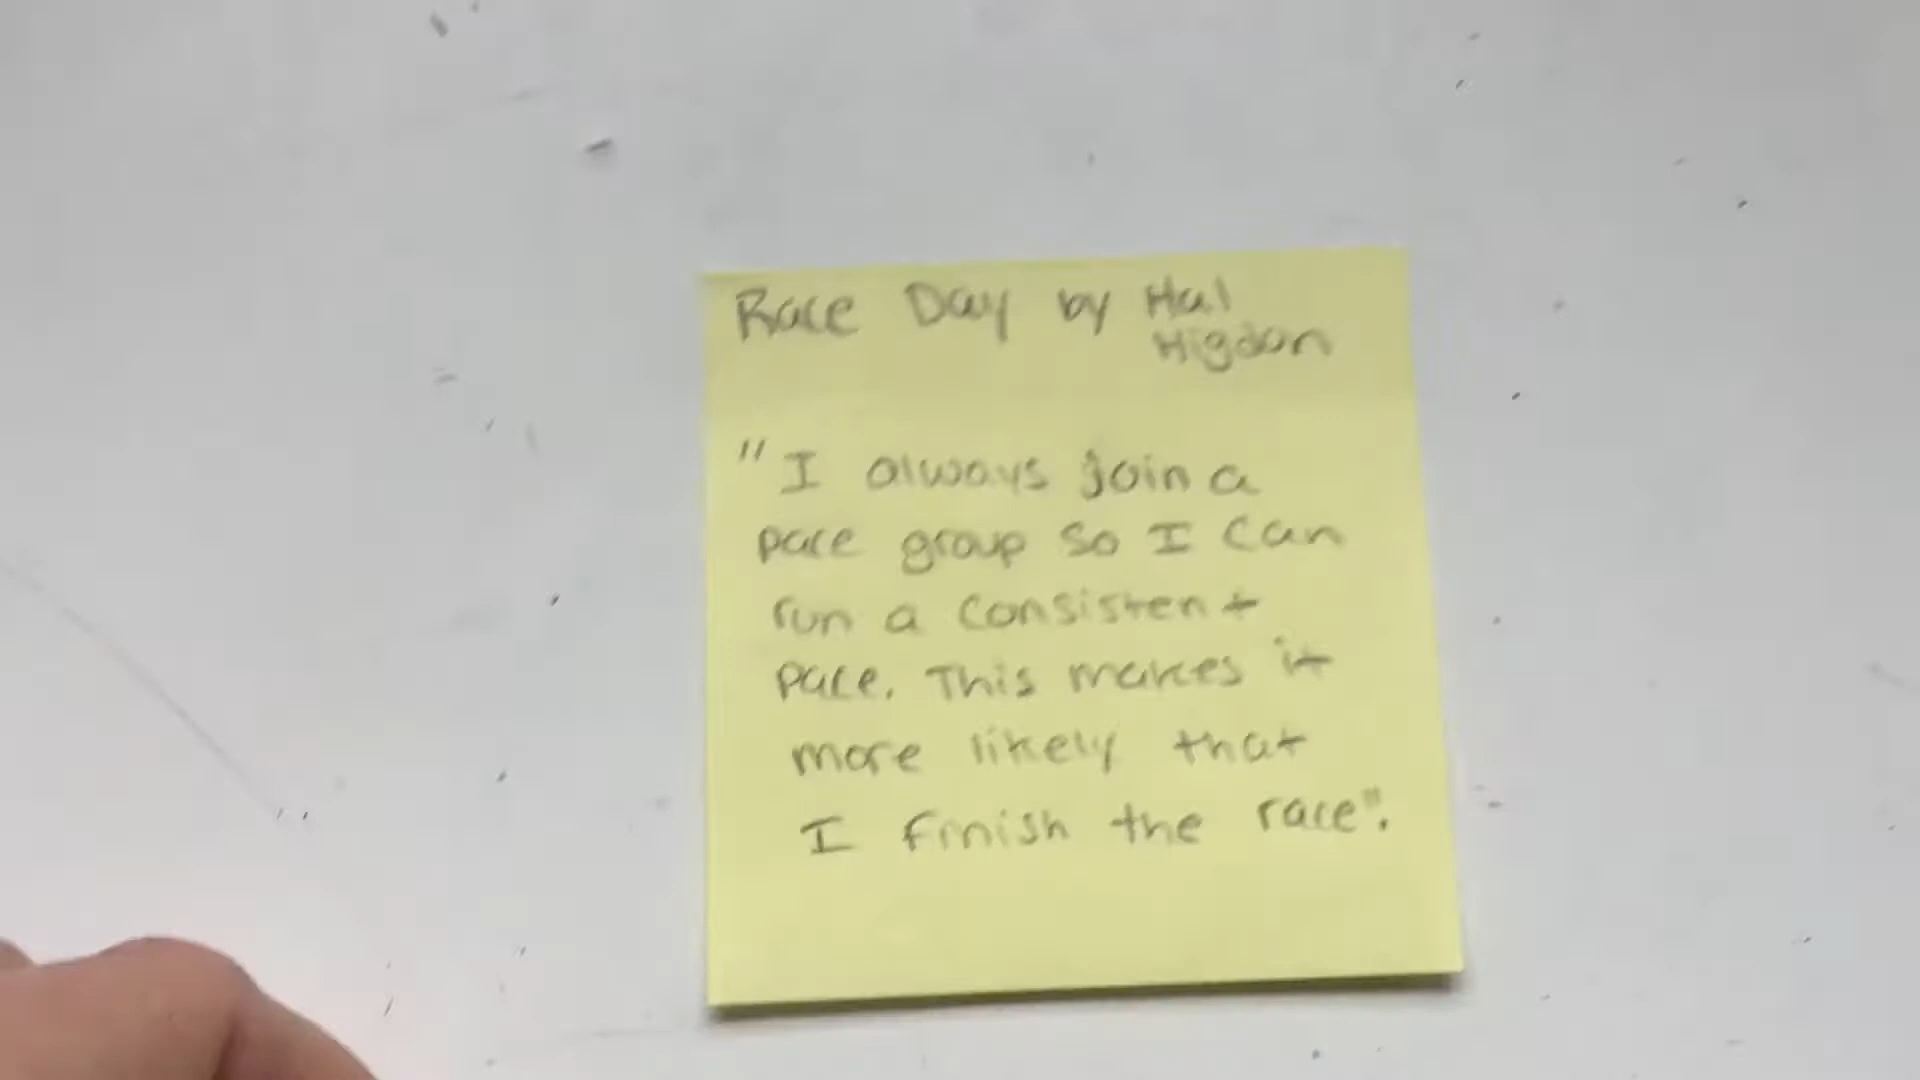 Race Day by Hal
Higdon
"I always join a
pace group so I can
run a consistent
pace. This makes it
more likely that
I finish the race".